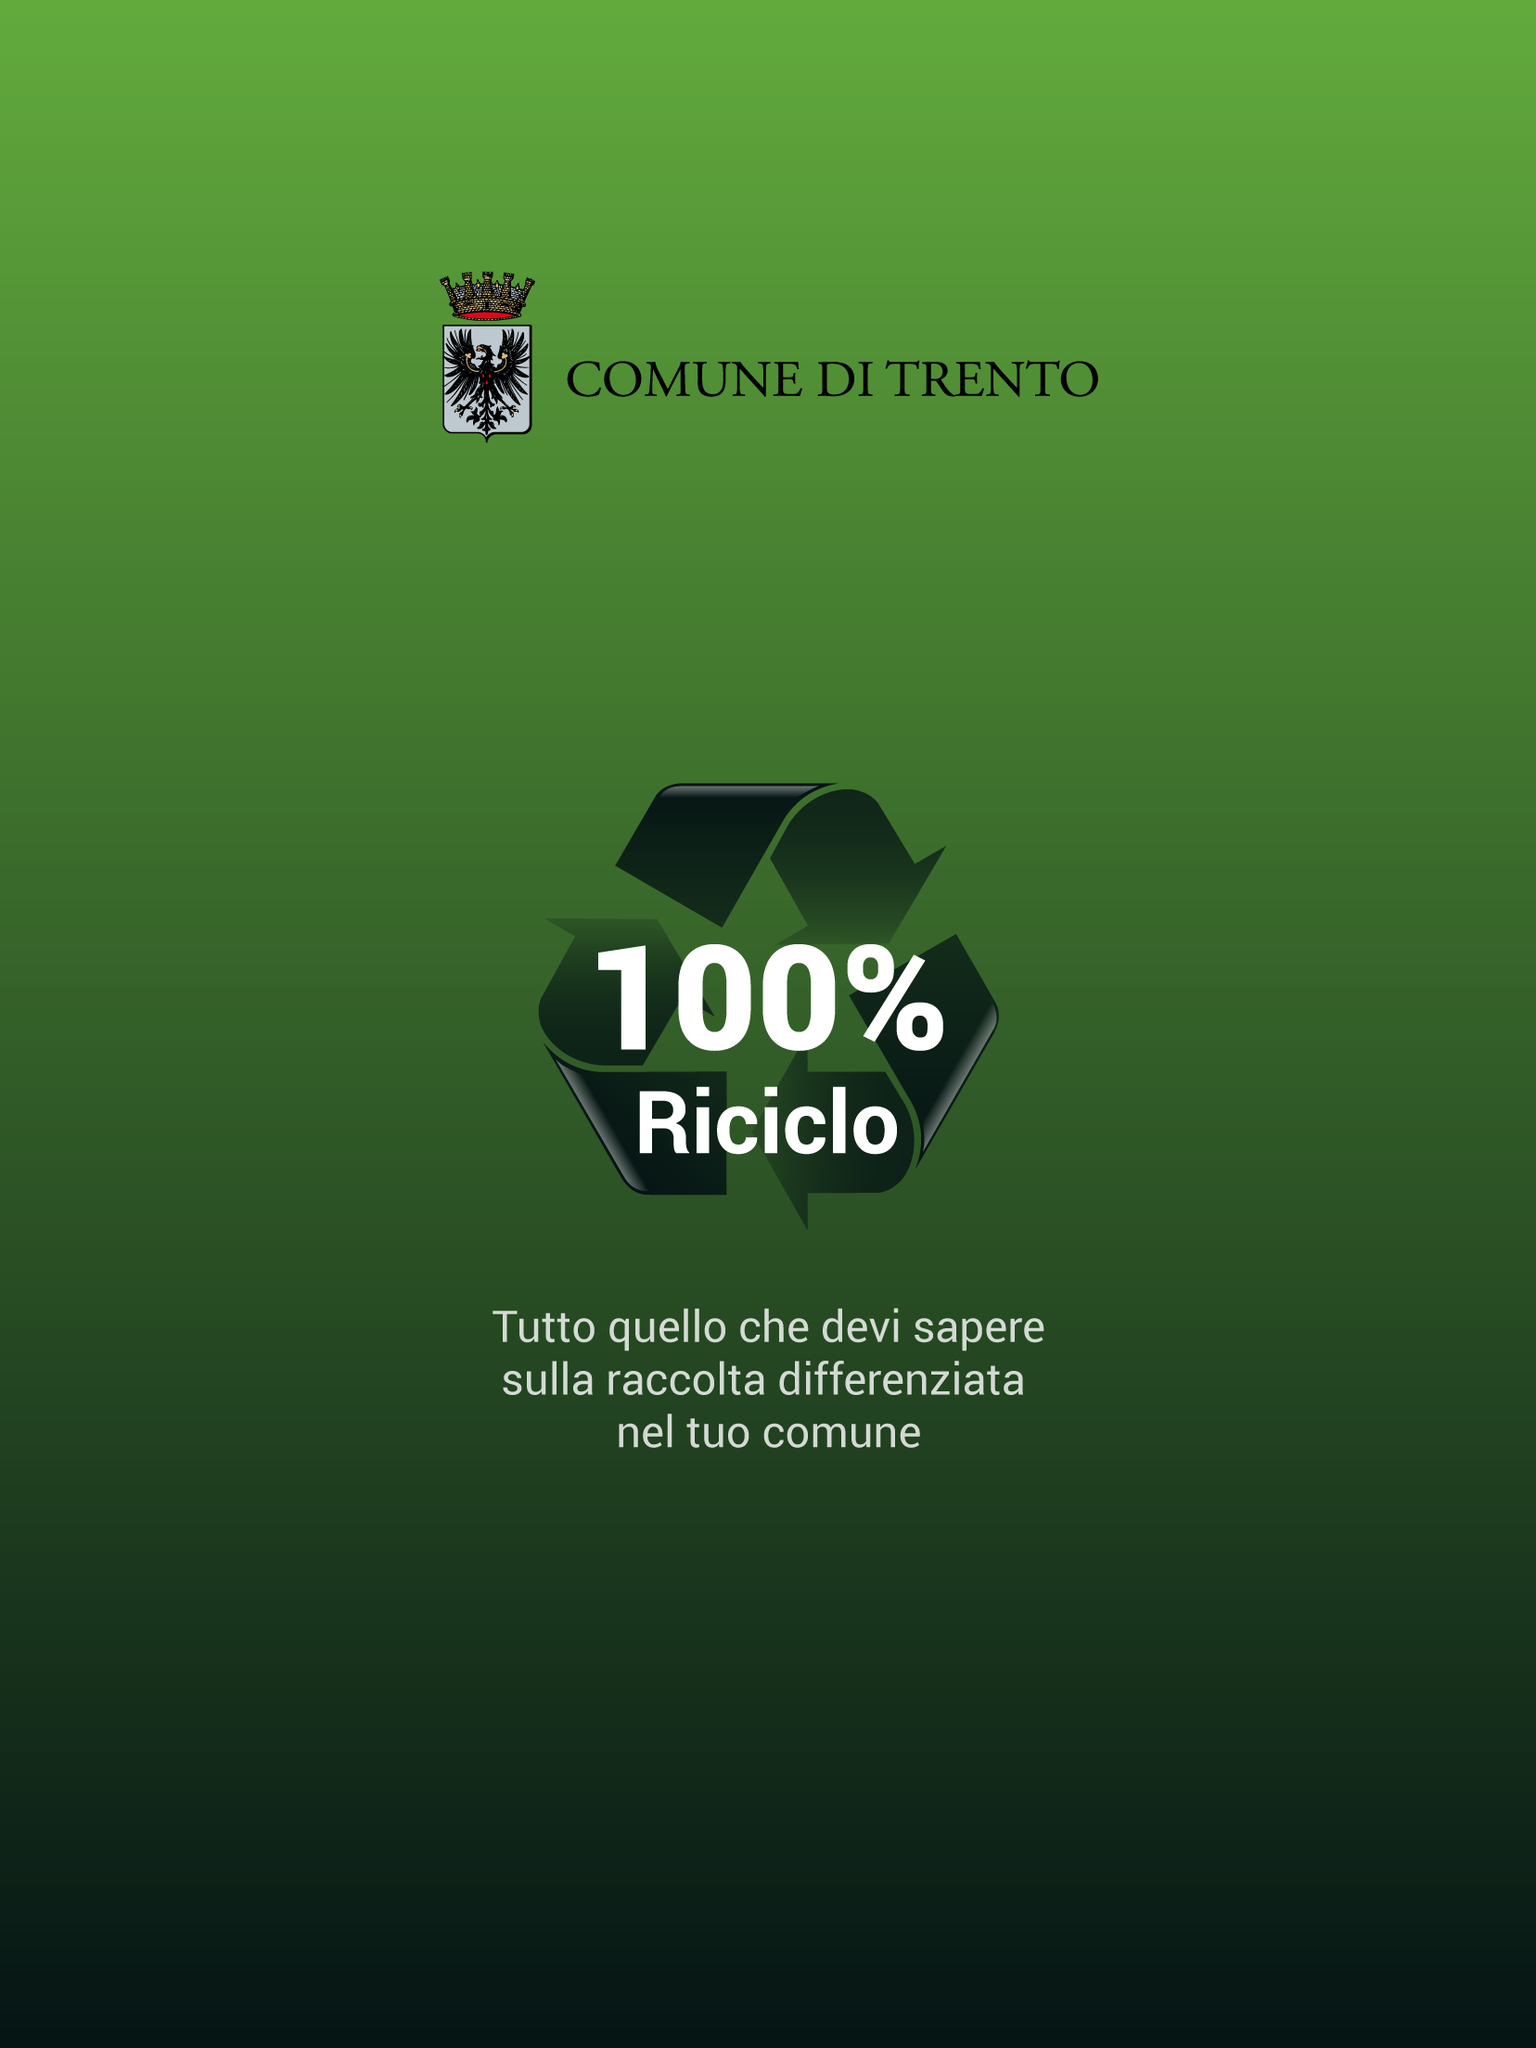 COMUNE DI TRENTO
100%
Riciclo
Tutto quello che devi sapere
sulla raccolta differenziata
nel tuo comune